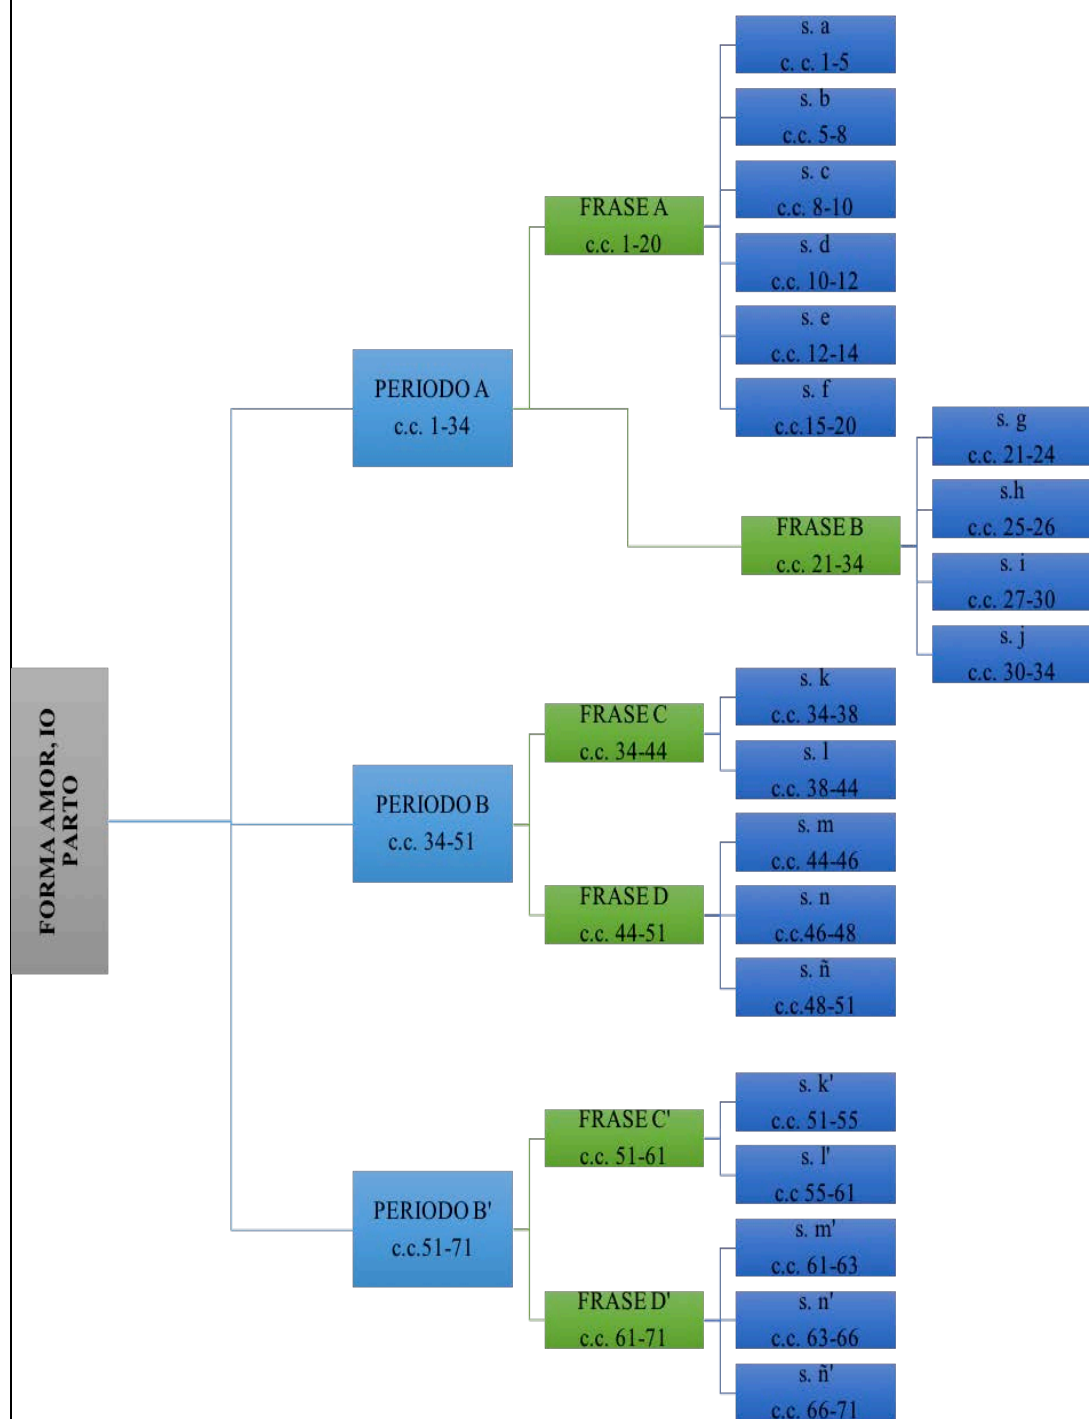 FORMA AMOR, IO
PARTO
PERIODO A
c.c. 1-34
FRASE A
c.c. 1-20
s. a
c. c. 1-5
s. b
c.c. 5-8
s. c
c.c. 8-10
s. d
c.c. 10-12
s. e
c.c. 12-14
s. f
c.c.15-20
FRASE B
c.c. 21-34
s. g
c.c. 21-24
s.h
c.c. 25-26
s. i
c.c. 27-30
s. j
c.c. 30-34
PERIODO B
c.c. 34-51
FRASE C
c.c. 34-44
s. k
c.c. 34-38
s. l
c.c. 38-44
FRASE D
c.c. 44-51
s. m
c.c. 44-46
s. n
c.c.46-48
s. ñ
c.c.48-51
PERIODO B'
c.c.51-71
FRASE C'
c.c. 51-61
s. k'
c.c. 51-55
s. l'
c.c 55-61
FRASE D'
c.c. 61-71
s. m'
c.c. 61-63
s. n'
c.c. 63-66
s. ñ'
c.c. 66-71